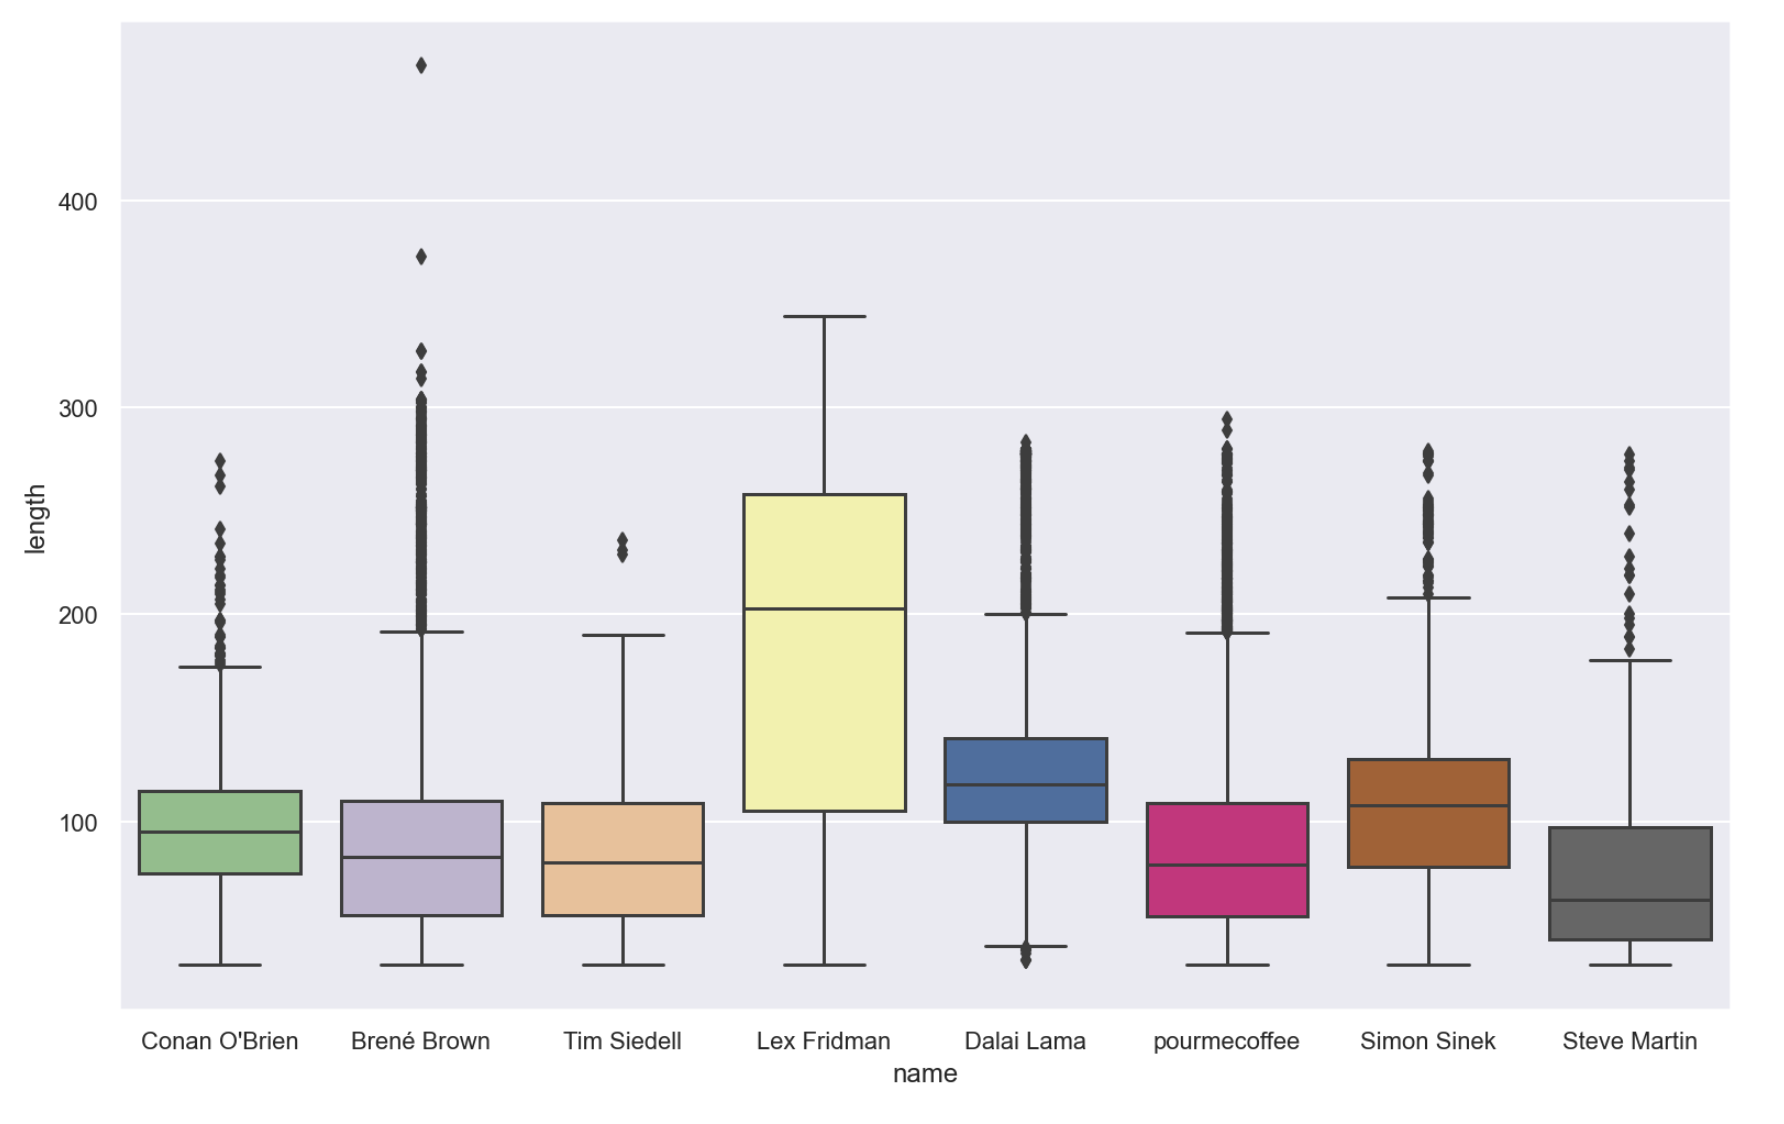 length
400
300
200
100
Conan O'Brien
Brené Brown
Tim Siedell
Lex Fridman
Dalai Lama
pourmecoffee
Simon Sinek
Steve Martin
name